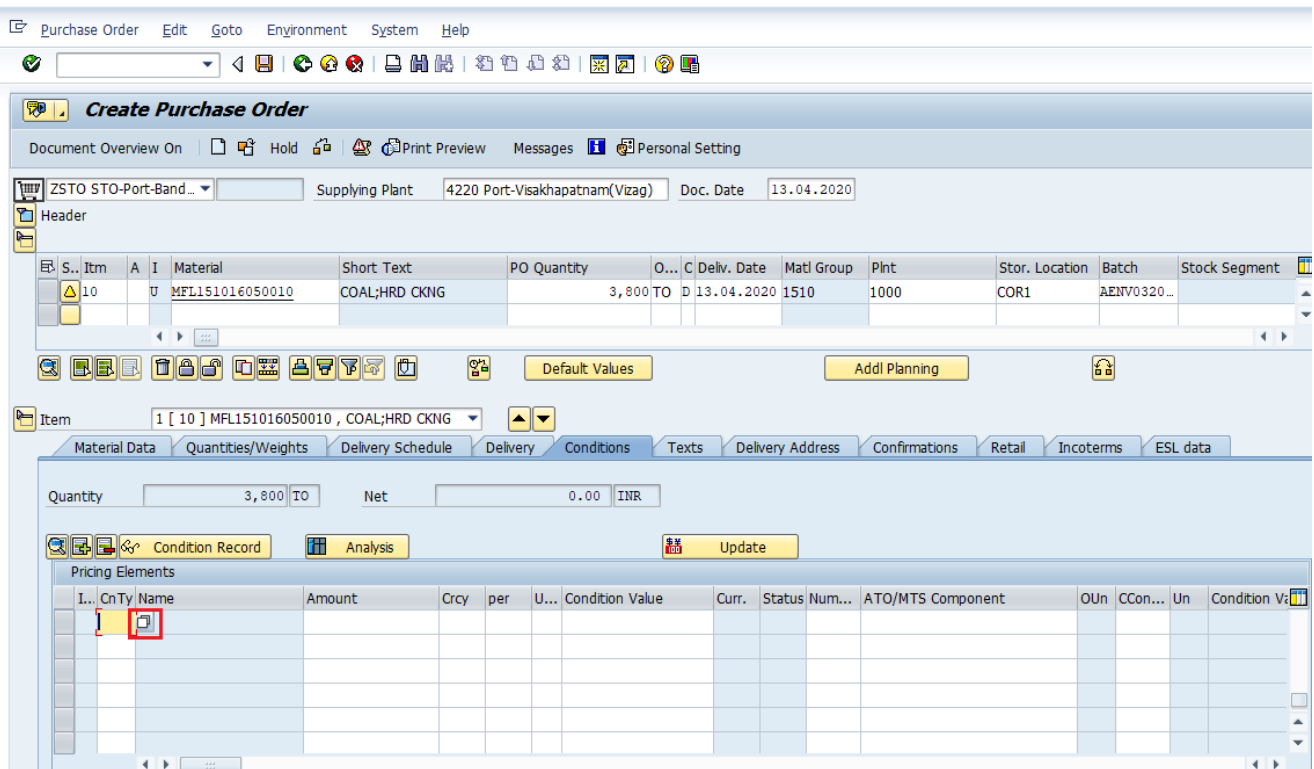 Purchase Order Edit Goto Environment System Help
Create Purchase Order
Document Overview On Hold Print Preview Messages Personal Setting
ZSTO STO-Port-Band... Supplying Plant 4220 Port-Visakhapatnam(Vizag) Doc. Date 13.04.2020
Header
S.. Itm A I Material Short Text PO Quantity O... C Deliv. Date Matl Group Plnt Stor. Location Batch Stock Segment
10 U MFL151016050010 COAL;HRD CKNG 3,800 TO D 13.04.2020 1510 1000 COR1 AENV0320...
Default Values Addl Planning
Item 1 [ 10 ] MFL151016050010 , COAL;HRD CKNG
Material Data Quantities/Weights Delivery Schedule Delivery Conditions Texts Delivery Address Confirmations Retail Incoterms ESL data
Quantity 3,800 TO Net 0.00 INR
Condition Record Analysis Update
Pricing Elements
I... CnTy Name Amount Crcy per U... Condition Value Curr. Status Num... ATO/MTS Component OUn CCon... Un Condition Va